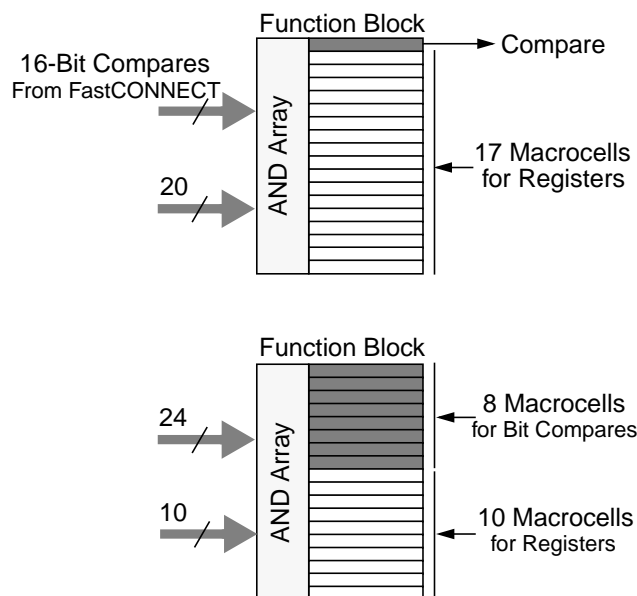 Function Block
Compare
16-Bit Compares
From FastCONNECT
AND Array
20
17 Macrocells
for Registers
Function Block
24
AND Array
8 Macrocells
for Bit Compares
10
10 Macrocells
for Registers